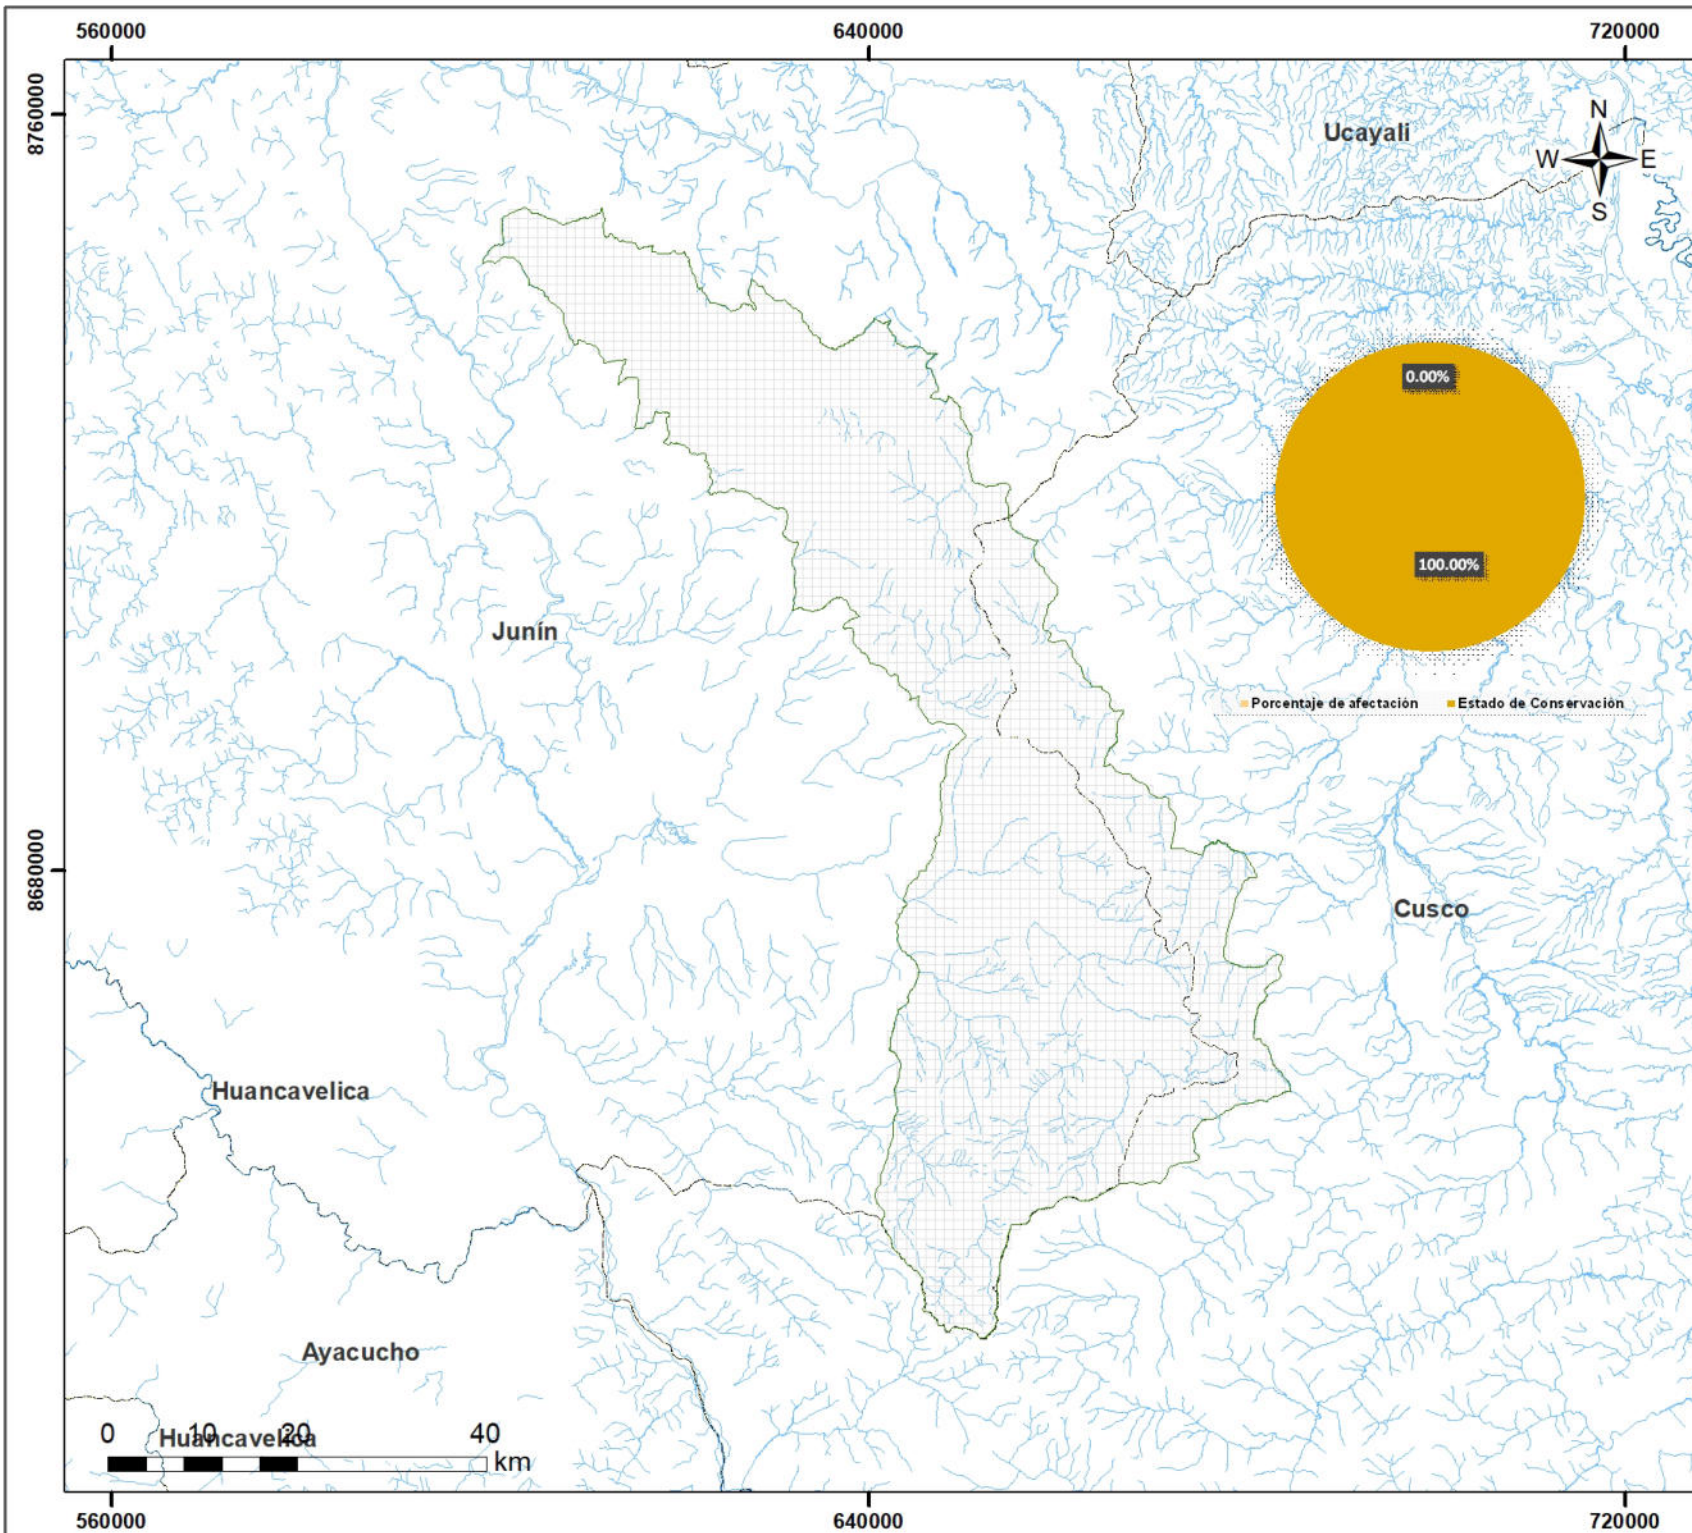 560000 640000 720000
8760000
Ucayali
N
W E
S
0.00%
100.00%
Junín
Porcentaje de afectación Estado de Conservación
8680000
Cusco
Huancavelica
Ayacucho
0 10 20 40
Huancavelica
km
560000 640000 720000